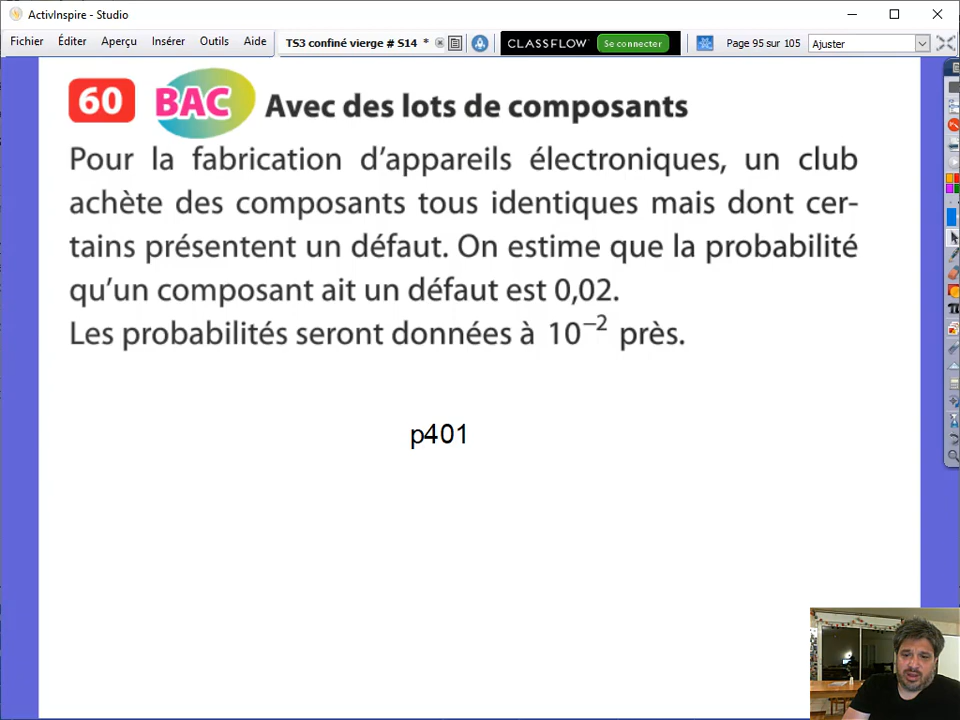 ActivInspire - Studio
Fichier Éditer Aperçu Insérer Outils Aide TS3 confiné vierge # S14 * CLASSFLOW Se connecter Page 95 sur 105 Ajuster
60 BAC Avec des lots de composants
Pour la fabrication d'appareils électroniques, un club
achète des composants tous identiques mais dont cer-
tains présentent un défaut. On estime que la probabilité
qu'un composant ait un défaut est 0,02.
Les probabilités seront données à 10⁻² près.
p401